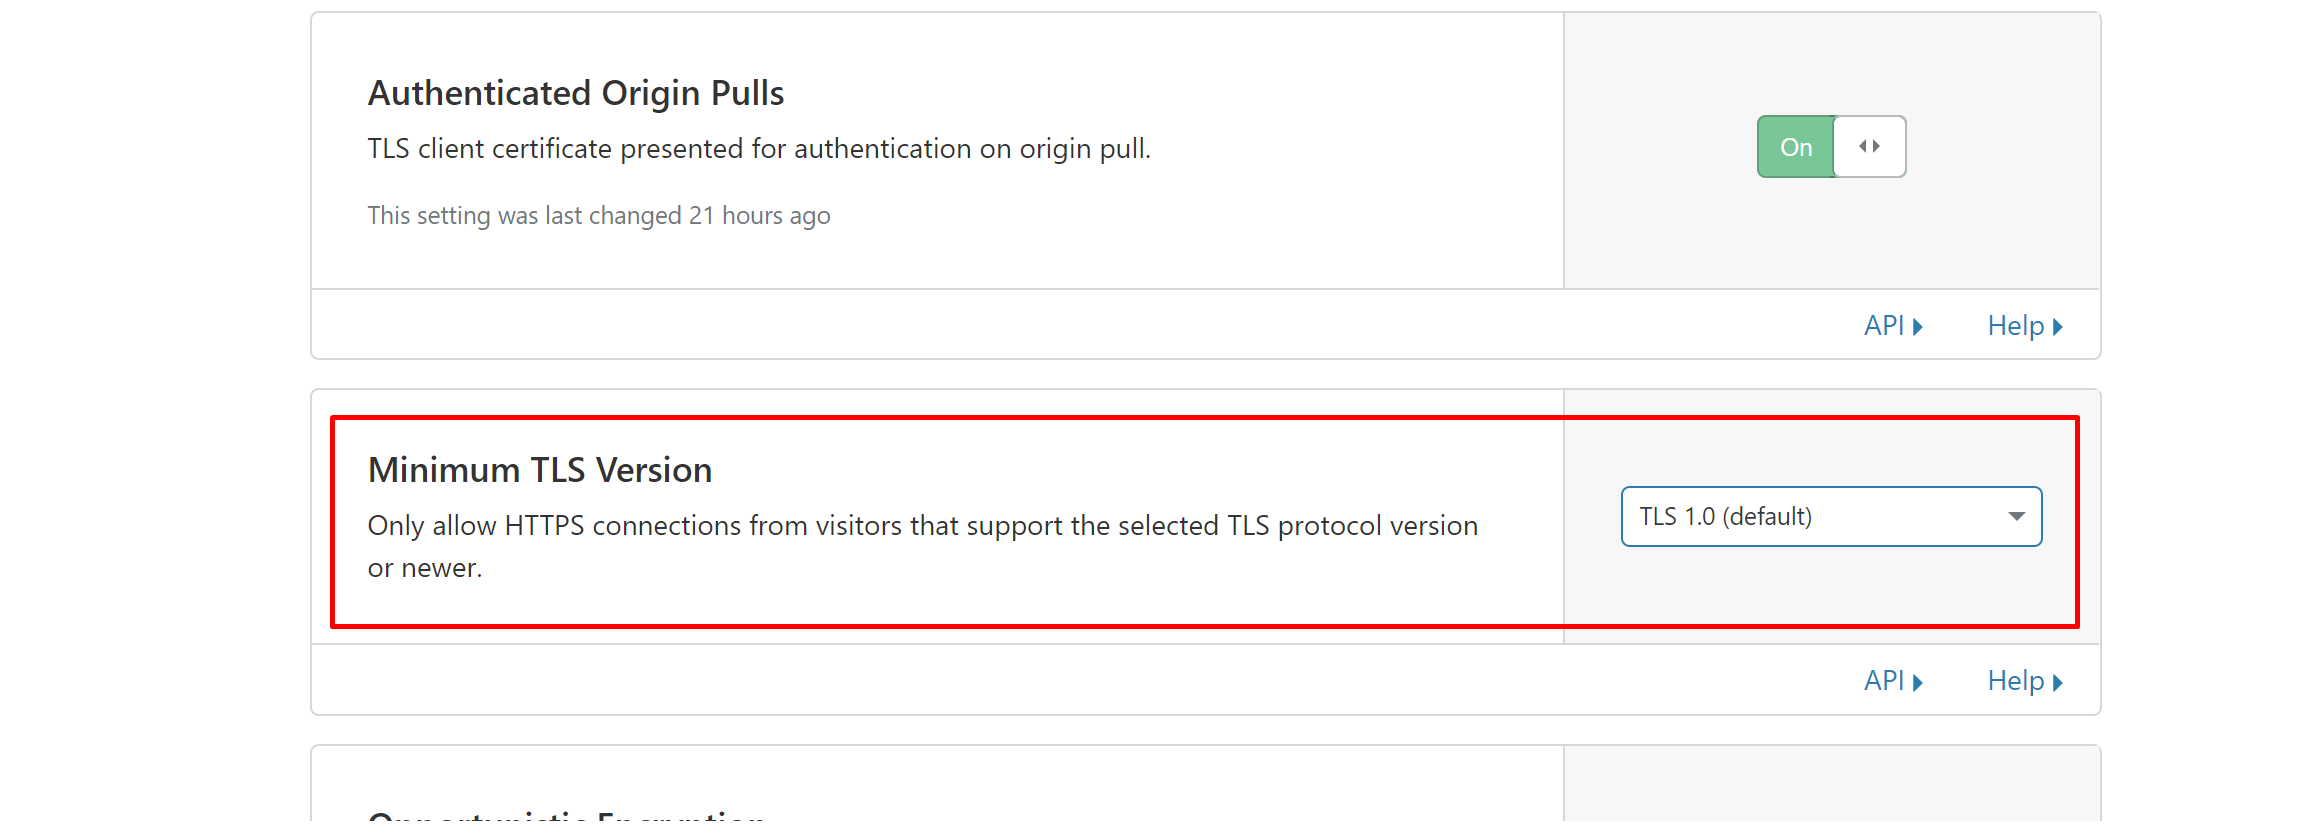 Authenticated Origin Pulls
TLS client certificate presented for authentication on origin pull.
This setting was last changed 21 hours ago
On
API
Help
Minimum TLS Version
Only allow HTTPS connections from visitors that support the selected TLS protocol version
or newer.
TLS 1.0 (default)
API
Help
Opportunistic Encryption